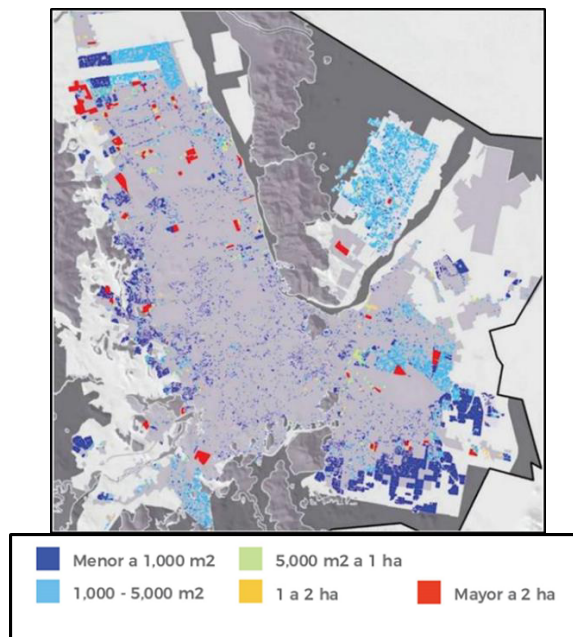 Menor a 1,000 m2
5,000 m2 a 1 ha
1,000 - 5,000 m2
1 a 2 ha
Mayor a 2 ha